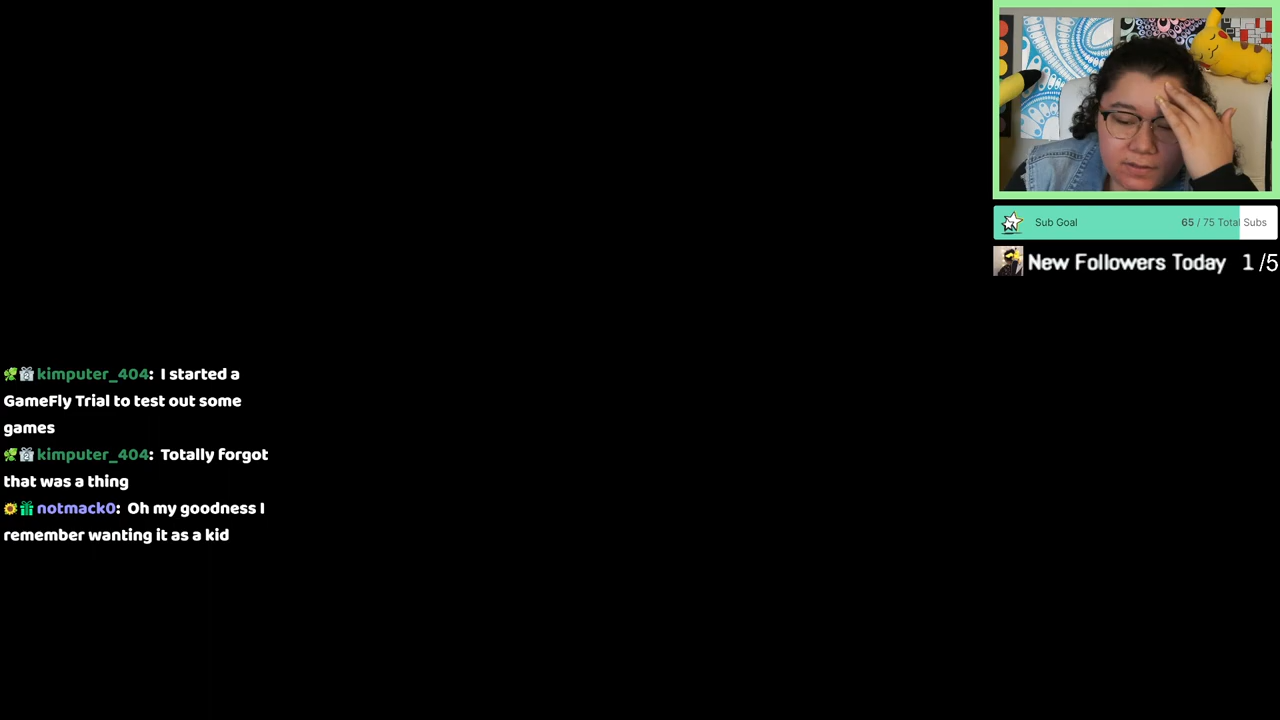 Sub Goal 65 / 75 Total Subs
New Followers Today 1 /5
kimputer_404: I started a
GameFly Trial to test out some
games
kimputer_404: Totally forgot
that was a thing
notmack0: Oh my goodness I
remember wanting it as a kid